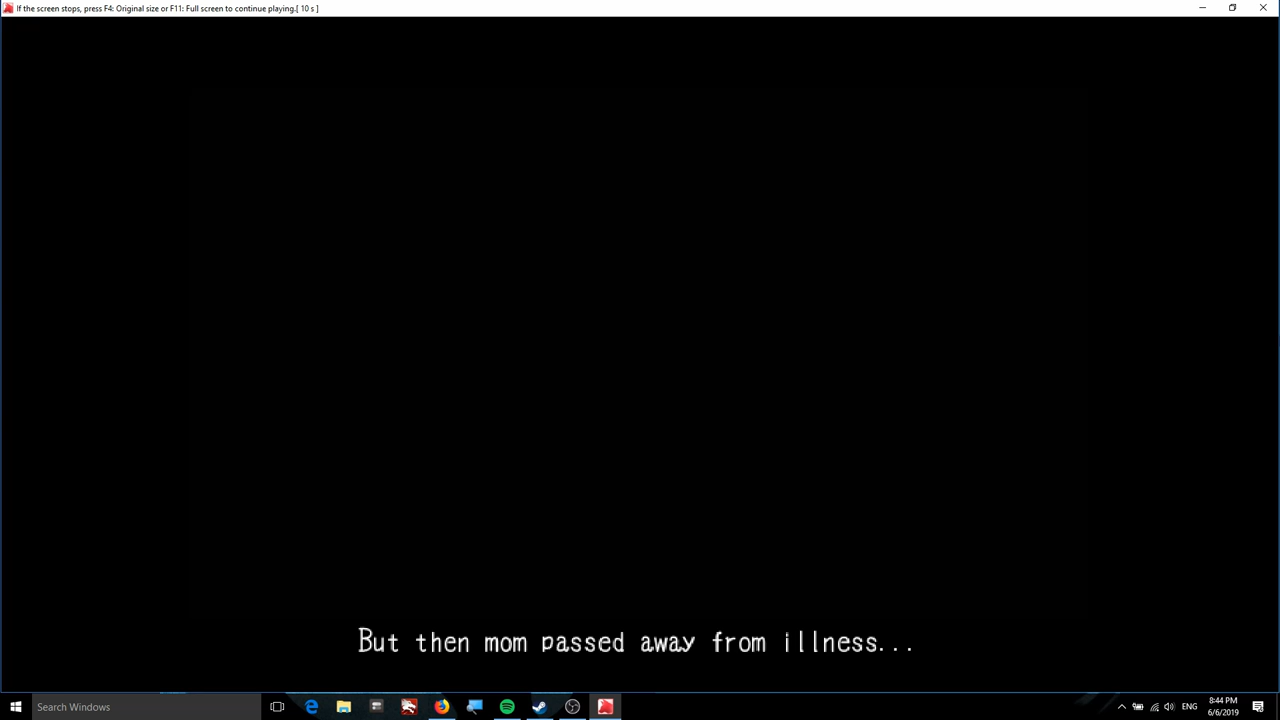 If the screen stops, press F4: Original size or F11: Full screen to continue playing.[ 10 s ]
But then mom passed away from illness...
Search Windows
ENG
8:44 PM
6/6/2019